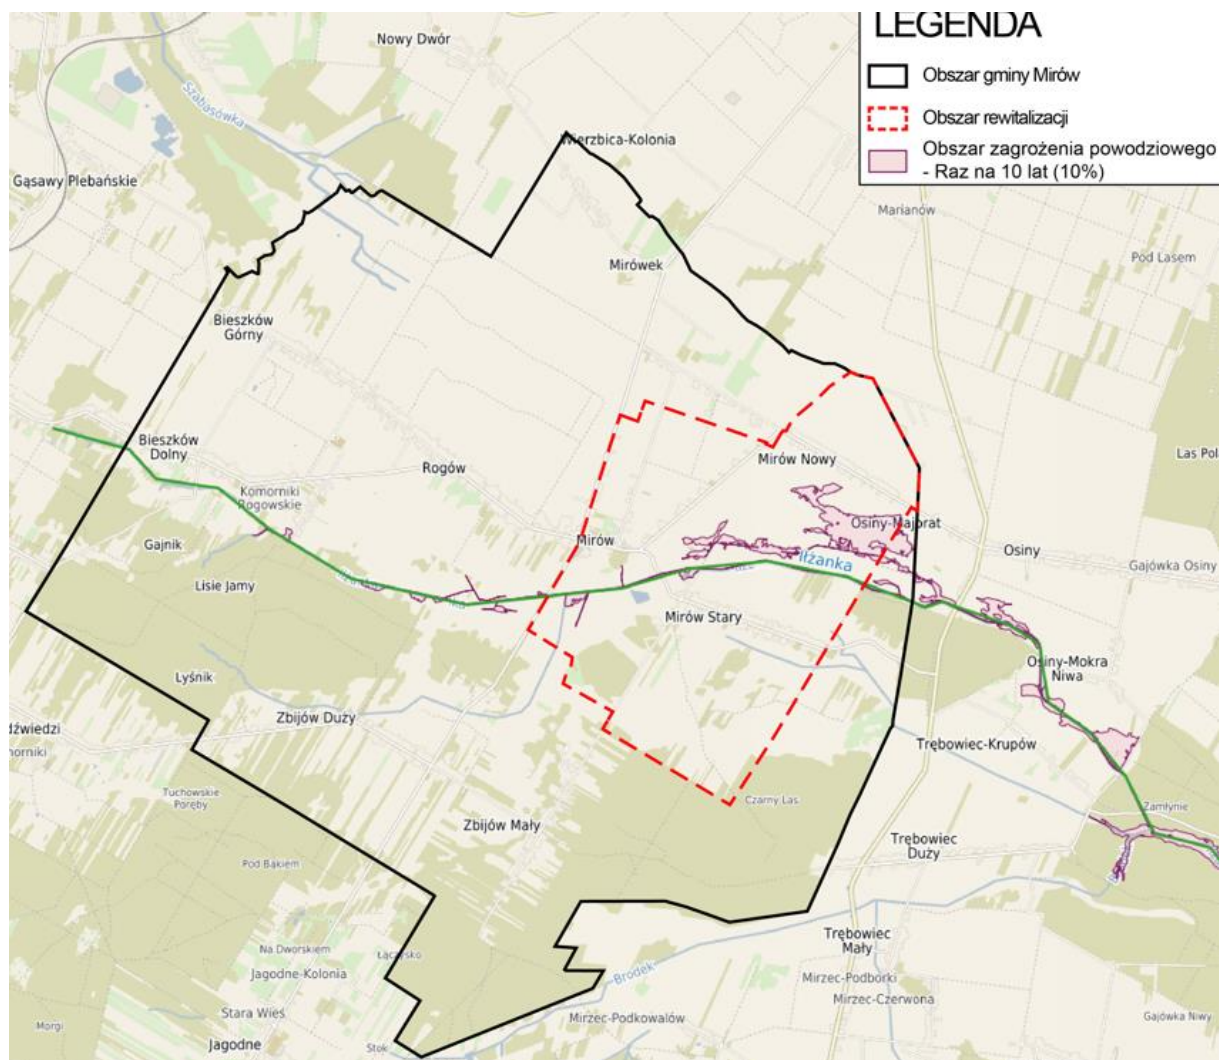 LEGENDA
Obszar gminy Mirów
Obszar rewitalizacji
Obszar zagrożenia powodziowego
- Raz na 10 lat (10%)
Nowy Dwór
Szabasówka
Wierzbica-Kolonia
Gąsawy Plebańskie
Marianów
Pod Lasem
Mirówek
Bieszków
Górny
Bieszków
Dolny
Rogów
Mirów Nowy
Las Pol
Komorniki
Rogowskie
Osiny-Majorat
Gajnik
Mirów
Osiny
Iłżanka
Gajówka Osiny
Lisie Jamy
Mirów Stary
Łyśnik
Osiny-Mokra
Niwa
Zbijów Duży
dźwiedzi
morniki
Trębowiec-Krupów
Tuchowskie
Poręby
Czarny Las
Zamłynie
Zbijów Mały
Trębowiec
Duży
Pod Bąkiem
Trębowiec
Mały
Na Dworskiem
Łączysko
Jagodne-Kolonia
Brodek
Mirzec-Podborki
Mirzec-Czerwona
Stara Wieś
Mirzec-Podkowalów
Gajówka Niwy
Morgi
Jagodne
Stok